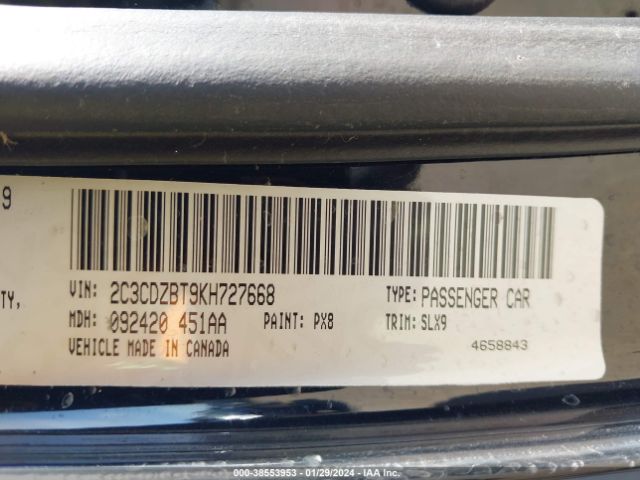 9
TY,
VIN: 2C3CDZBT9KH727668 TYPE: PASSENGER CAR
MDH: 092420 451AA PAINT: PX8 TRIM: SLX9
VEHICLE MADE IN CANADA 4658843
000-38553953 - 01/29/2024 - IAA Inc.